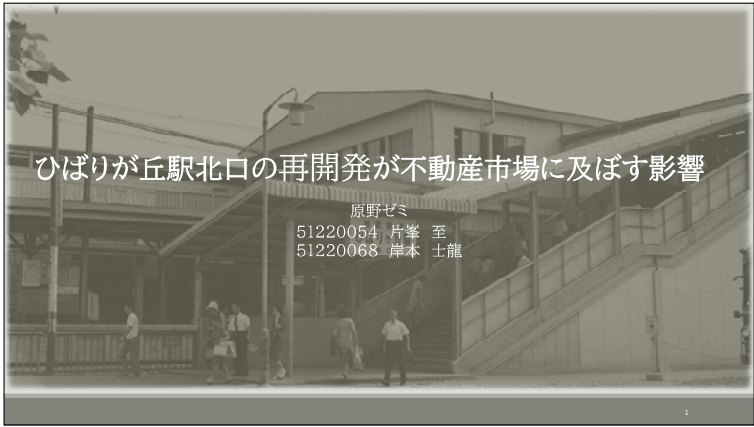 ひばりが丘駅北口の再開発が不動産市場に及ぼす影響
原野ゼミ
51220054 片峯 至
51220068 岸本 士龍
1